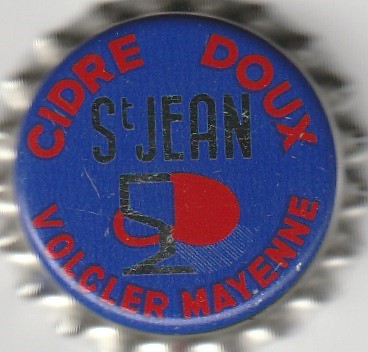 CIDRE DOUX
St JEAN
VOLCLER MAYENNE